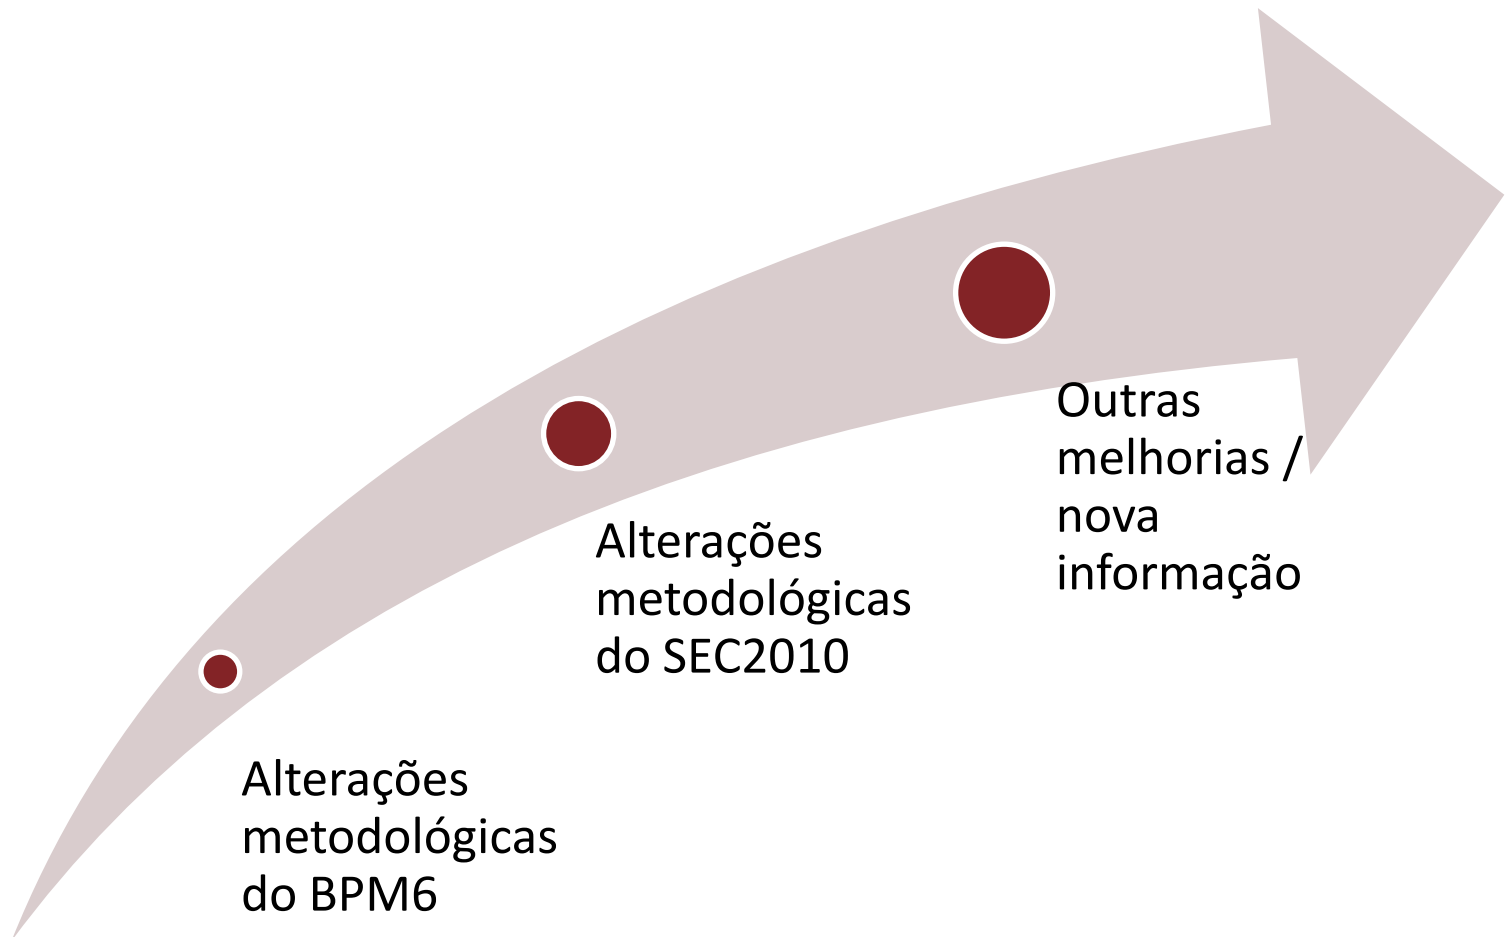 Outras
melhorias /
nova
informação
Alterações
metodológicas
do SEC2010
Alterações
metodológicas
do BPM6